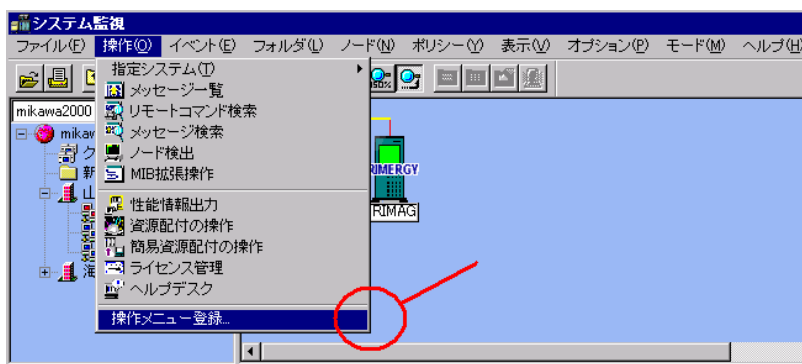 システム監視
ファイル(F) 操作(O) イベント(E) フォルダ(L) ノード(N) ポリシー(Y) 表示(V) オプション(P) モード(M) ヘルプ(H
指定システム(T)
メッセージ一覧
リモートコマンド検索
メッセージ検索
ノード検出
MIB拡張操作
性能情報出力
資源配付の操作
簡易資源配付の操作
ライセンス管理
ヘルプデスク
操作メニュー登録...
mikawa2000
mikaw
ク
新
山
海
150%
RIMERGY
RIMAG